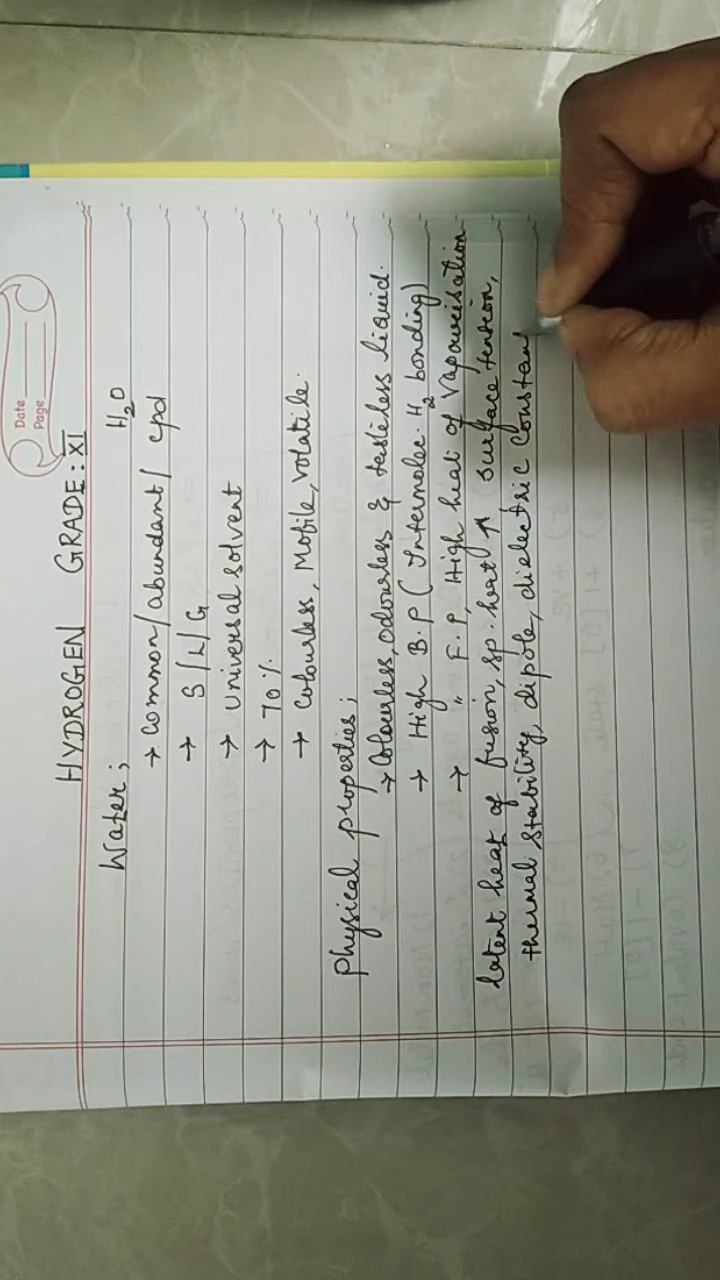 Date
Page
HYDROGEN GRADE: XI
Water; H2O
→ Common/abundant/cpd
→ S/L/G
→ Universal solvent
→ 70%
→ Colourless, Mobile, volatile.
Physical properties;
→ Colourless, odourless & tasteless liquid.
→ High B.P (Intermolec. H2 bonding)
→ " F.P, High heat of Vapourisation
latent heat of fusion, sp. heat ↑ surface tension,
thermal stability, dipole, dielectric constant